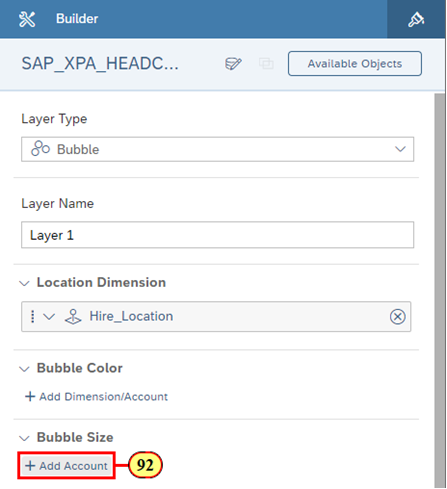 Builder
SAP_XPA_HEADC...
Available Objects
Layer Type
Bubble
Layer Name
Layer 1
Location Dimension
Hire_Location
Bubble Color
+ Add Dimension/Account
Bubble Size
+ Add Account
92